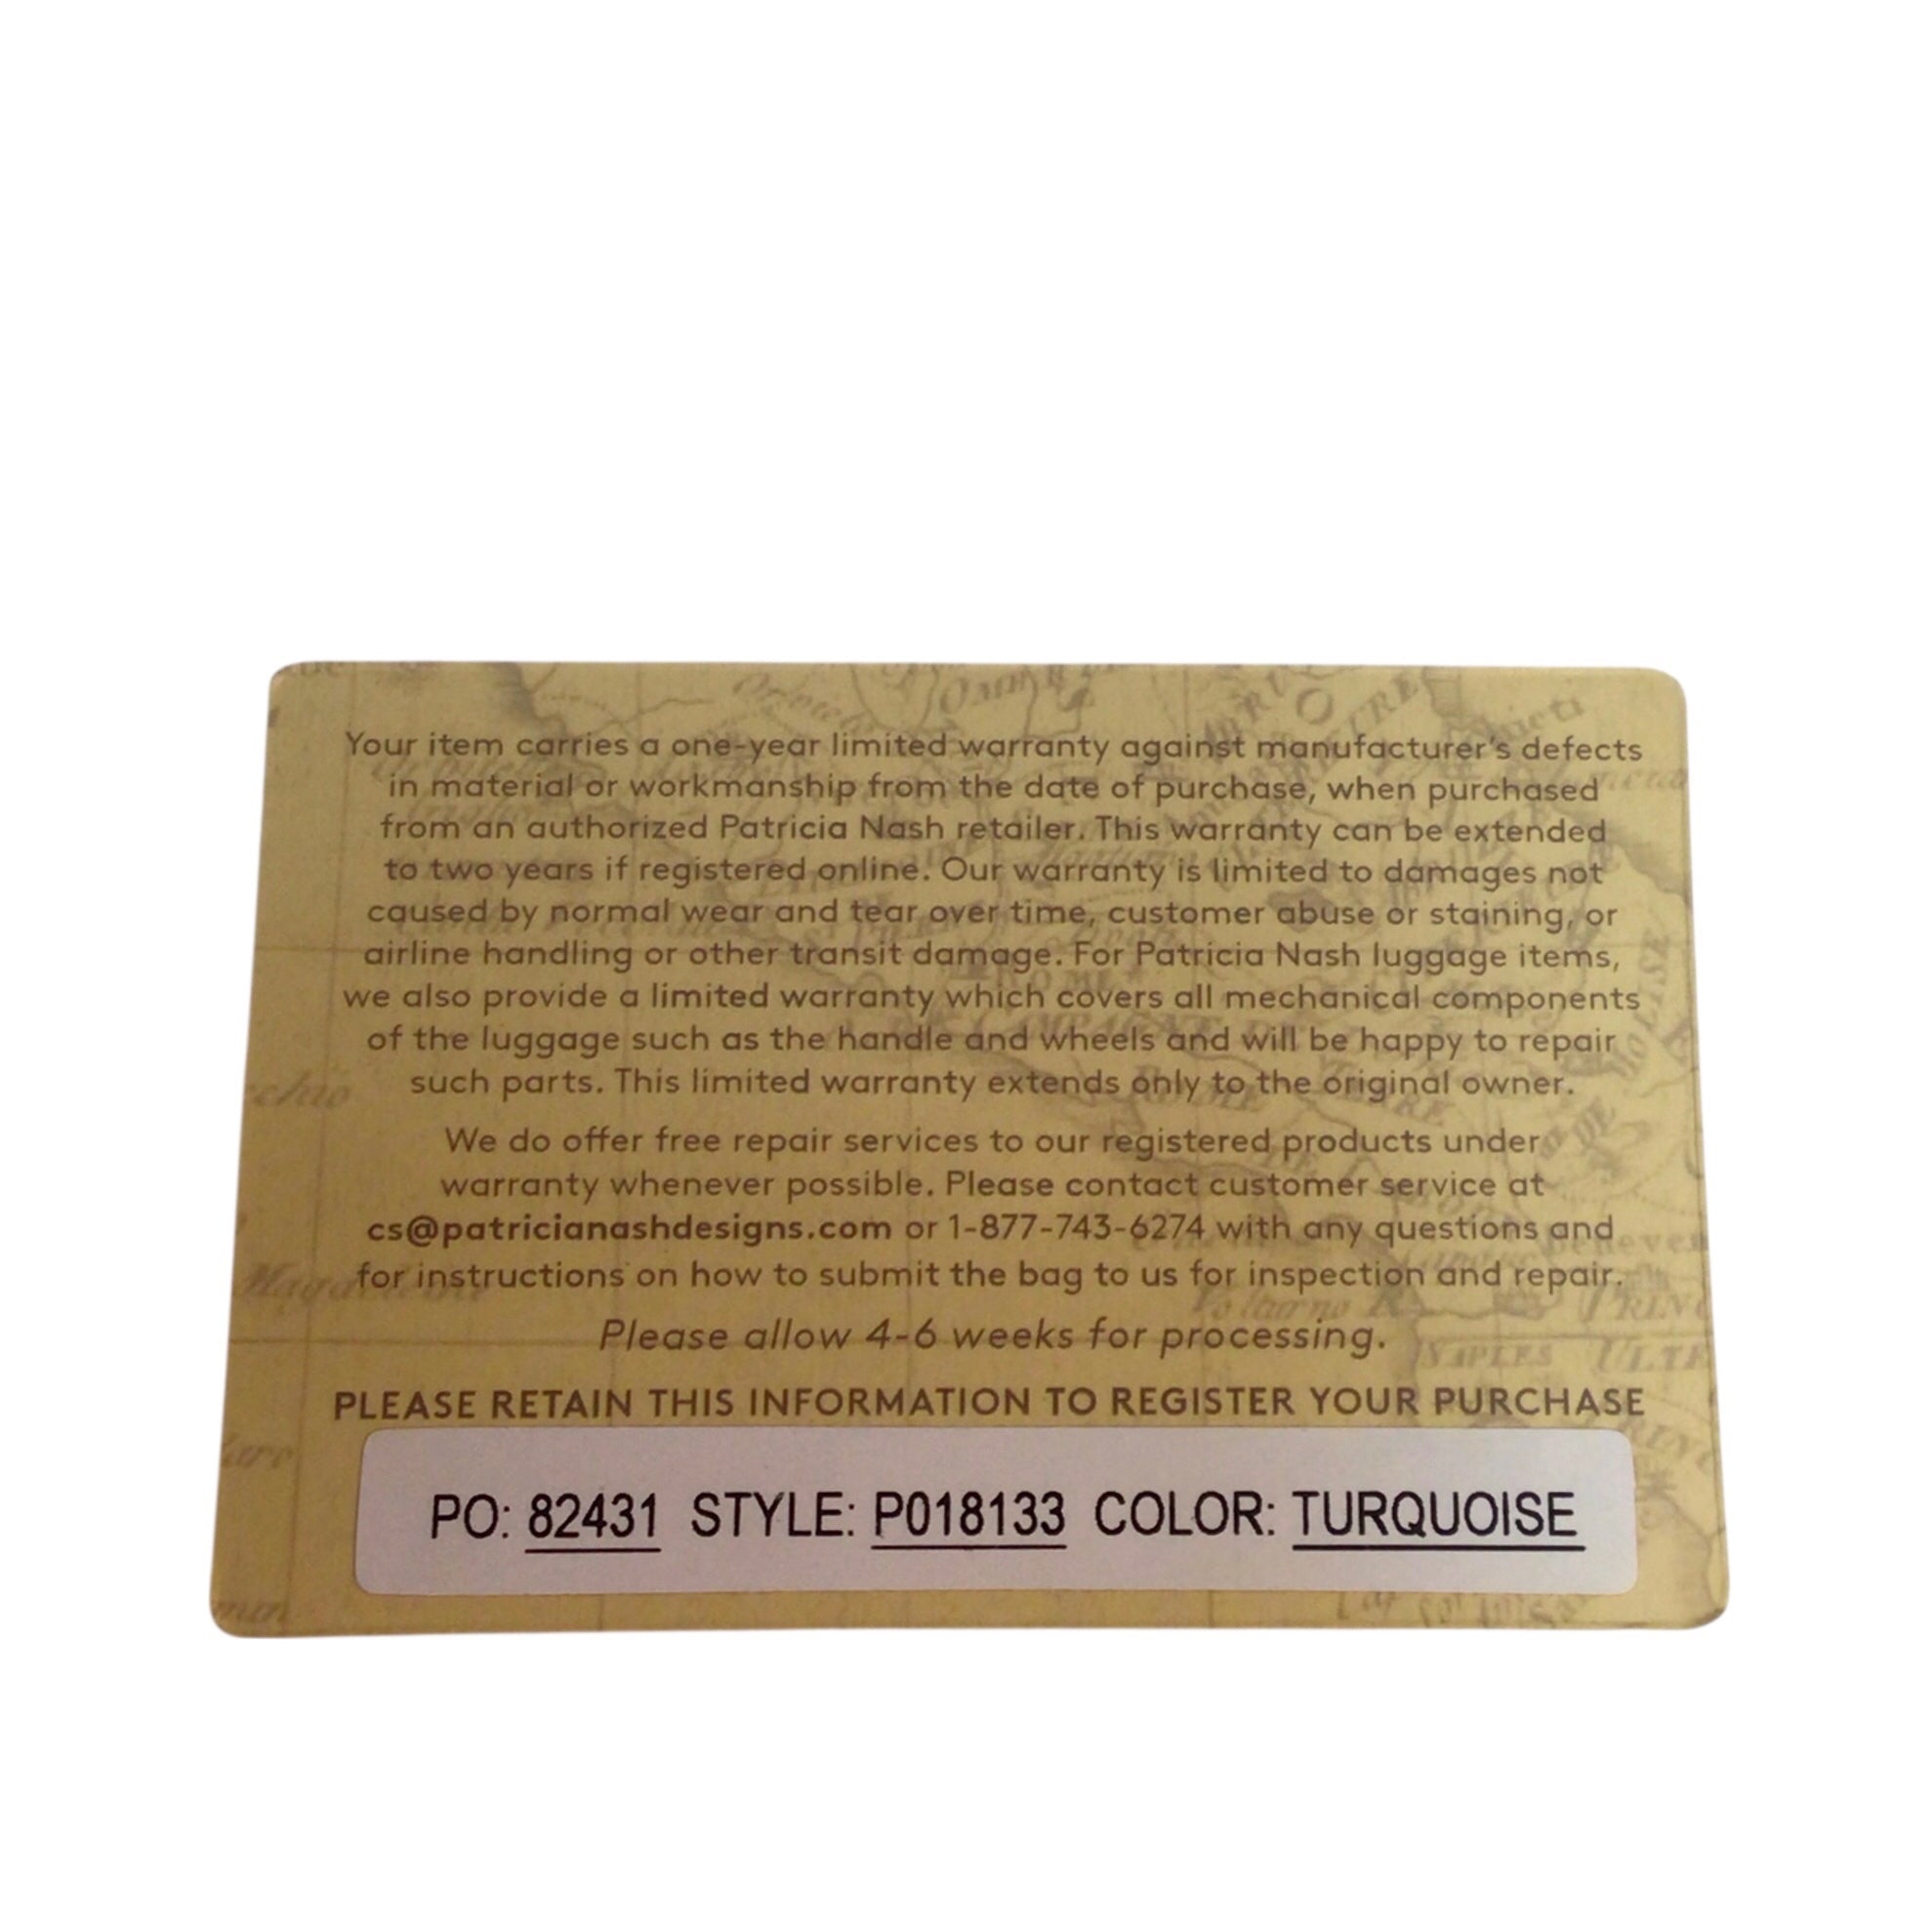 Your item carries a one-year limited warranty against manufacturer's defects
in material or workmanship from the date of purchase, when purchased
from an authorized Patricia Nash retailer. This warranty can be extended
to two years if registered online. Our warranty is limited to damages not
caused by normal wear and tear over time, customer abuse or staining, or
airline handling or other transit damage. For Patricia Nash luggage items,
we also provide a limited warranty which covers all mechanical components
of the luggage such as the handle and wheels and will be happy to repair
such parts. This limited warranty extends only to the original owner.
We do offer free repair services to our registered products under
warranty whenever possible. Please contact customer service at
cs@patricianashdesigns.com or 1-877-743-6274 with any questions and
for instructions on how to submit the bag to us for inspection and repair.
Please allow 4-6 weeks for processing.
PLEASE RETAIN THIS INFORMATION TO REGISTER YOUR PURCHASE
PO: 82431 STYLE: P018133 COLOR: TURQUOISE